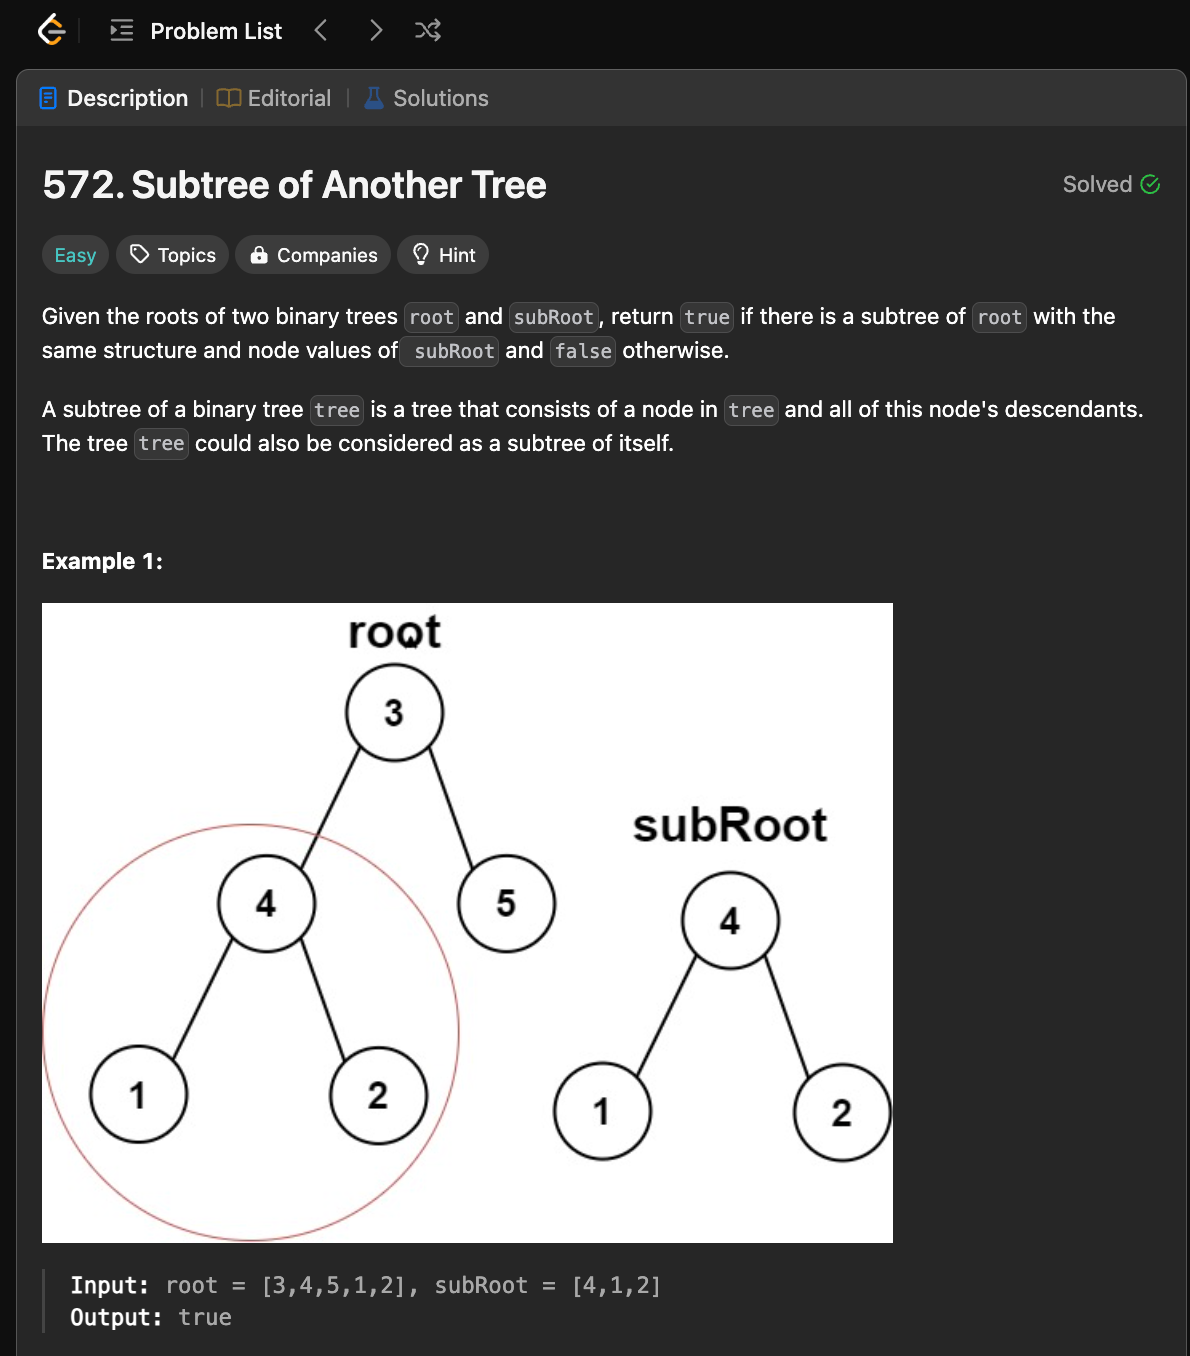 Problem List
Description | Editorial | Solutions
572. Subtree of Another Tree
Solved
Easy Topics Companies Hint
Given the roots of two binary trees root and subRoot, return true if there is a subtree of root with the
same structure and node values of subRoot and false otherwise.
A subtree of a binary tree tree is a tree that consists of a node in tree and all of this node's descendants.
The tree tree could also be considered as a subtree of itself.
Example 1:
root
3
subRoot
4 5 4
1 2 1 2
Input: root = [3,4,5,1,2], subRoot = [4,1,2]
Output: true